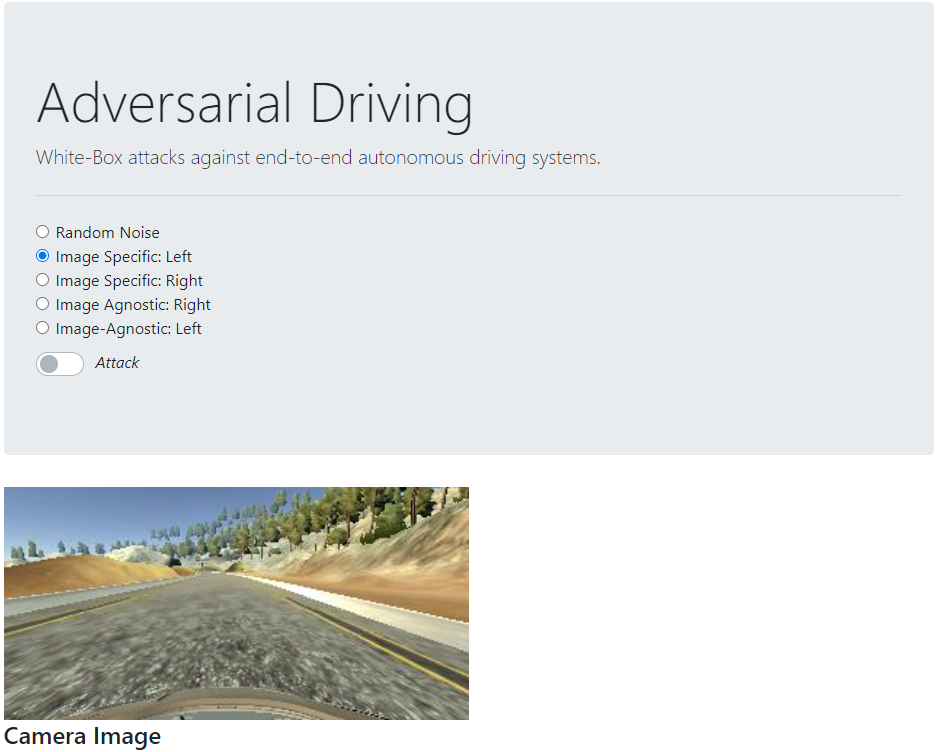 Adversarial Driving
White-Box attacks against end-to-end autonomous driving systems.
Random Noise
Image Specific: Left
Image Specific: Right
Image Agnostic: Right
Image-Agnostic: Left
Attack
Camera Image